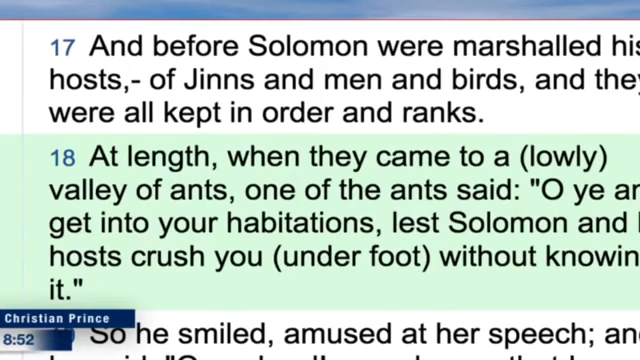 17 And before Solomon were marshalled his
hosts,- of Jinns and men and birds, and they
were all kept in order and ranks.
18 At length, when they came to a (lowly)
valley of ants, one of the ants said: "O ye
get into your habitations, lest Solomon and
hosts crush you (under foot) without
it."
So he smiled, amused at her speech; and
Christian Prince
8:52